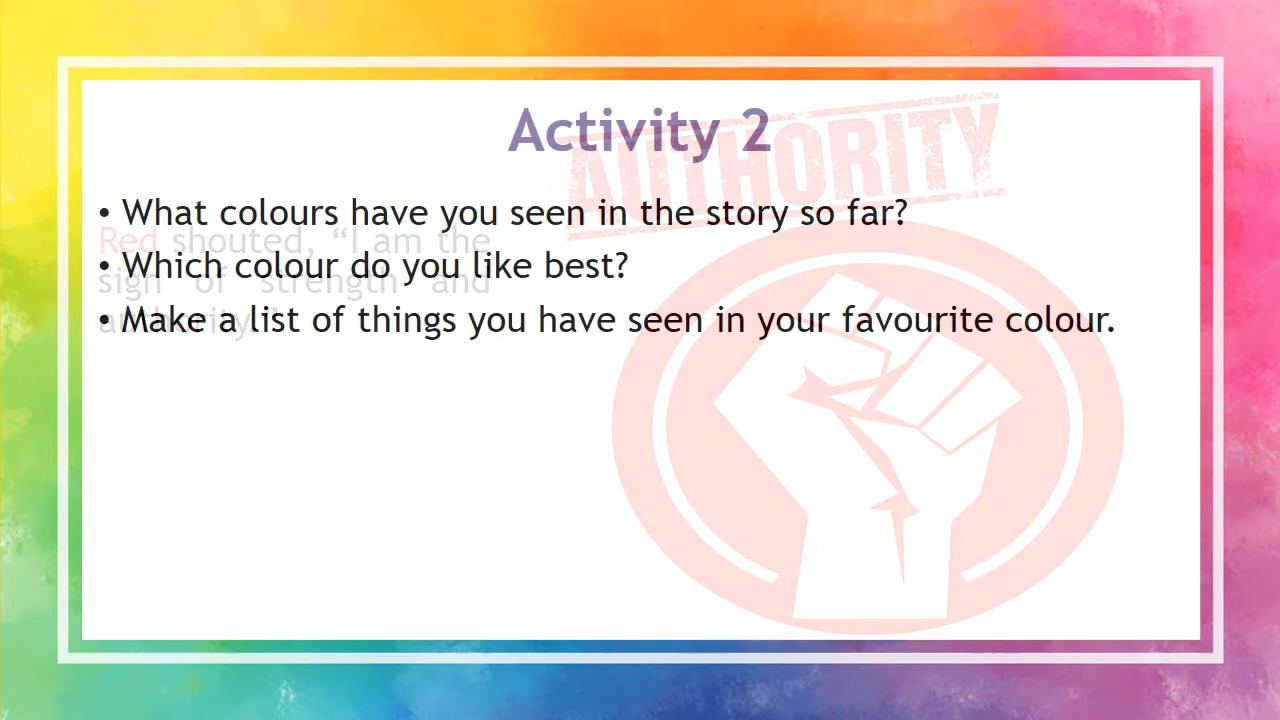 Activity 2
AUTHORITY
• What colours have you seen in the story so far?
Red shouted, “I am the
• Which colour do you like best?
sign of strength and
• Make a list of things you have seen in your favourite colour.
authority